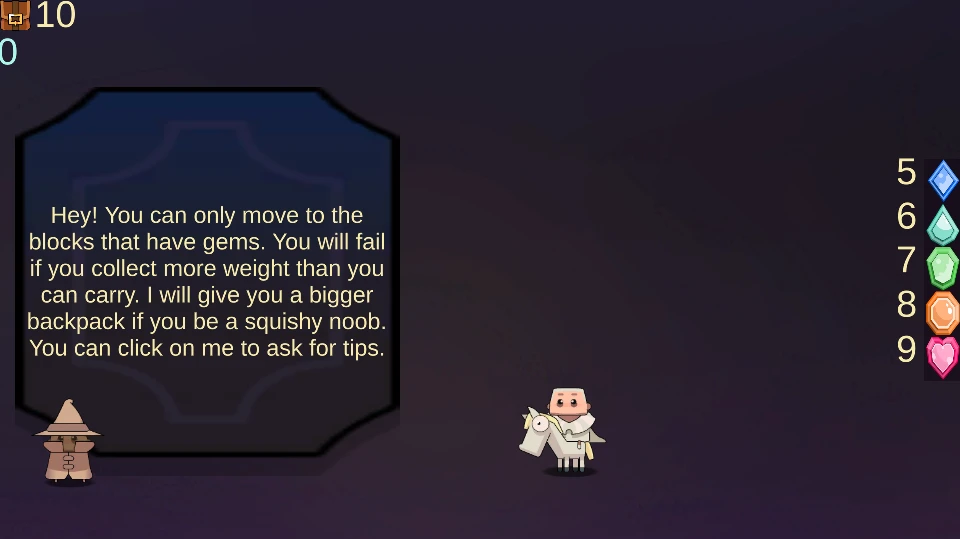 10
0
Hey! You can only move to the
blocks that have gems. You will fail
if you collect more weight than you
can carry. I will give you a bigger
backpack if you be a squishy noob.
You can click on me to ask for tips.
5
6
7
8
9